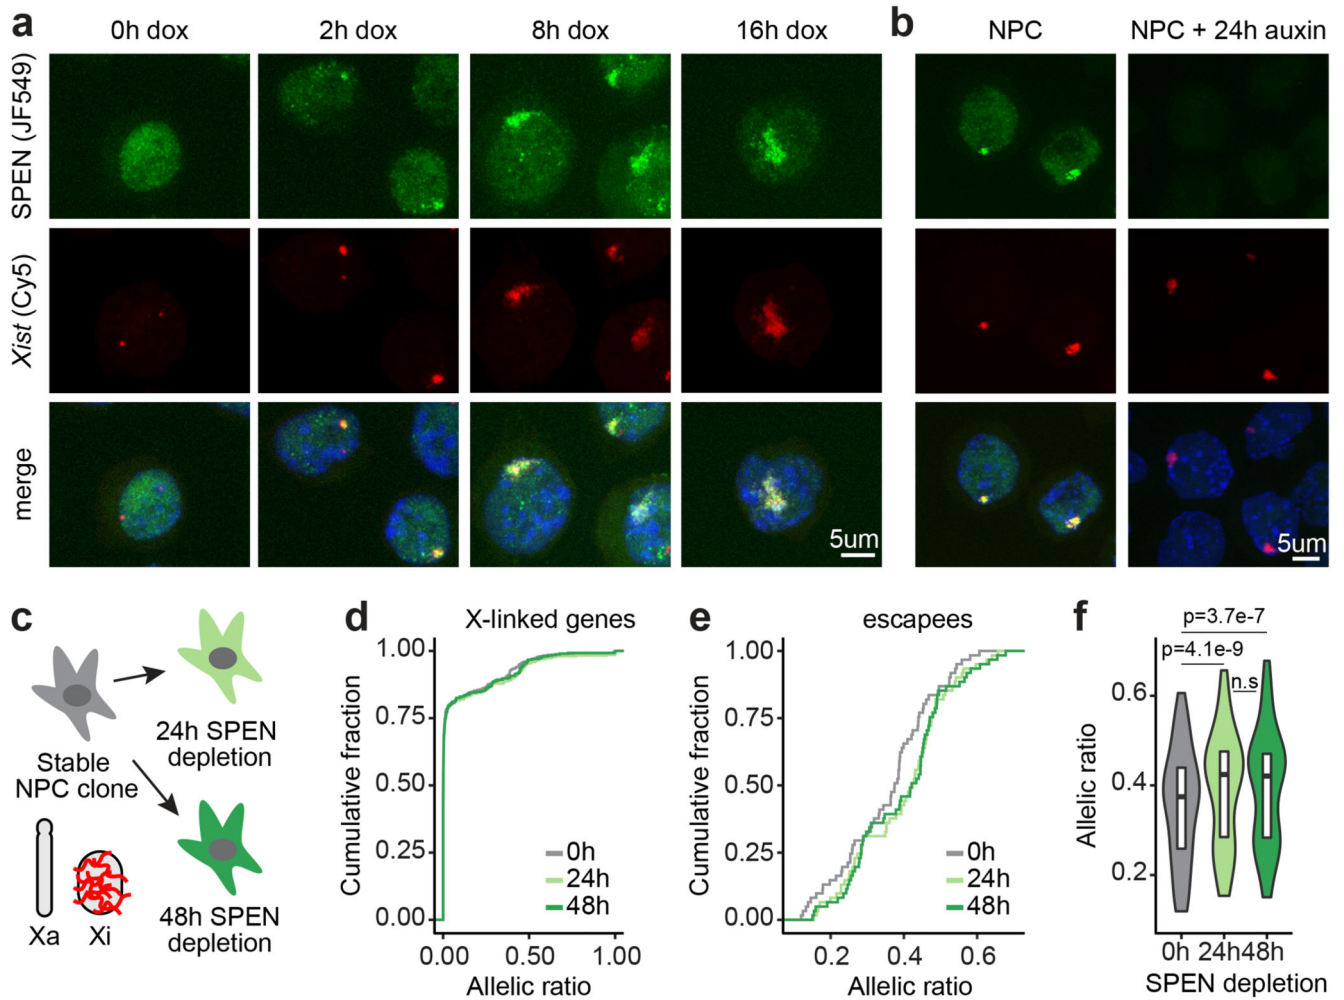 a
0h dox
2h dox
8h dox
16h dox
SPEN (JF549)
Xist (Cy5)
merge
5um
b
NPC
NPC + 24h auxin
5um
c
Stable
NPC clone
24h SPEN
depletion
48h SPEN
depletion
Xa
Xi
d
X-linked genes
Cumulative fraction
1.00
0.75
0.50
0.25
0.00
0h
24h
48h
0.00 0.50 1.00
Allelic ratio
e
escapees
Cumulative fraction
1.00
0.75
0.50
0.25
0.00
0h
24h
48h
0.2 0.4 0.6
Allelic ratio
f
p=3.7e-7
p=4.1e-9
n.s
Allelic ratio
0.6
0.4
0.2
0h 24h 48h
SPEN depletion